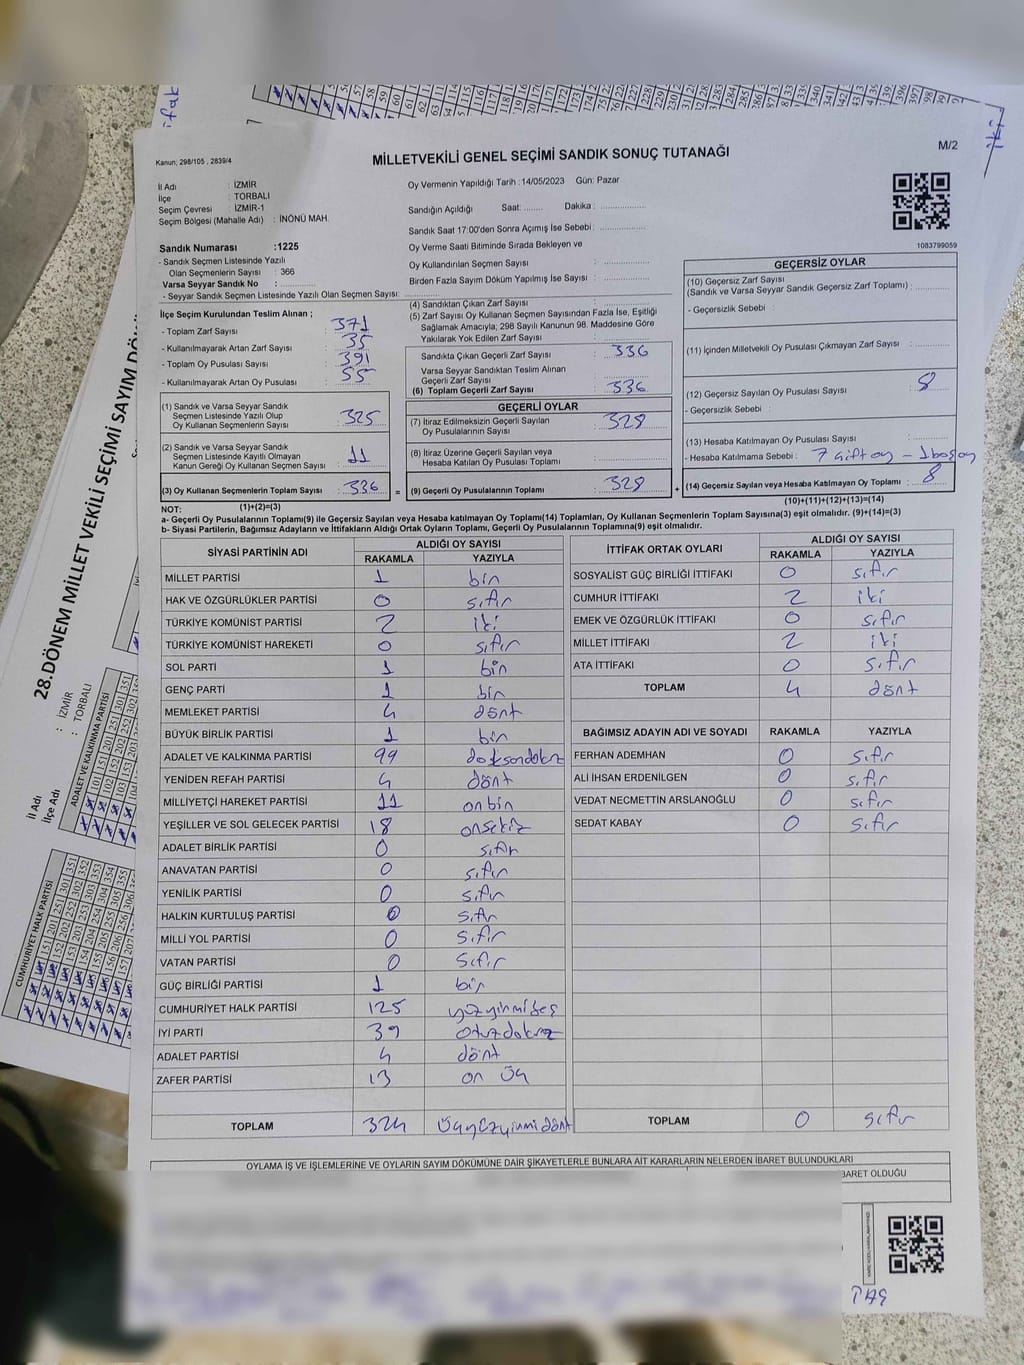 MİLLETVEKİLİ GENEL SEÇİMİ SANDIK SONUÇ TUTANAĞI
M/2
Kanun; 298/105 , 2839/4
İl Adı : İZMİR
İlçe : TORBALI
Seçim Çevresi : İZMİR-1
Seçim Bölgesi (Mahalle Adı) : İNÖNÜ MAH.
Sandık Numarası :1225
- Sandık Seçmen Listesinde Yazılı
Olan Seçmenlerin Sayısı : 366
Varsa Seyyar Sandık No :
- Seyyar Sandık Seçmen Listesinde Yazılı Olan Seçmen Sayısı:
Oy Vermenin Yapıldığı Tarih : 14/05/2023 Gün: Pazar
Sandığın Açıldığı Saat: Dakika :
Sandık Saat 17:00'den Sonra Açımış İse Sebebi :
Oy Verme Saati Bitiminde Sırada Bekleyen ve
Oy Kullandırılan Seçmen Sayısı :
Birden Fazla Sayım Döküm Yapılmış İse Sayısı :
1083799059
İlçe Seçim Kurulundan Teslim Alınan ;
- Toplam Zarf Sayısı : 371
- Kullanılmayarak Artan Zarf Sayısı : 35
- Toplam Oy Pusulası Sayısı : 391
- Kullanılmayarak Artan Oy Pusulası : 55
(1) Sandık ve Varsa Seyyar Sandık
Seçmen Listesinde Yazılı Olup
Oy Kullanan Seçmenlerin Sayısı : 325
(2) Sandık ve Varsa Seyyar Sandık
Seçmen Listesinde Kayıtlı Olmayan
Kanun Gereği Oy Kullanan Seçmen Sayısı : 11
(3) Oy Kullanan Seçmenlerin Toplam Sayısı : 336
(4) Sandıktan Çıkan Zarf Sayısı :
(5) Zarf Sayısı Oy Kullanan Seçmen Sayısından Fazla İse, Eşitliği
Sağlamak Amacıyla; 298 Sayılı Kanunun 98. Maddesine Göre
Yakılarak Yok Edilen Zarf Sayısı :
Sandıkta Çıkan Geçerli Zarf Sayısı : 336
Varsa Seyyar Sandıktan Teslim Alınan
Geçerli Zarf Sayısı :
(6) Toplam Geçerli Zarf Sayısı : 336
GEÇERLİ OYLAR
(7) İtiraz Edilmeksizin Geçerli Sayılan
Oy Pusulalarının Sayısı : 328
(8) İtiraz Üzerine Geçerli Sayılan veya
Hesaba Katılan Oy Pusulası Toplamı :
= (9) Geçerli Oy Pusulalarının Toplamı : 328 +
GEÇERSİZ OYLAR
(10) Geçersiz Zarf Sayısı
(Sandık ve Varsa Seyyar Sandık Geçersiz Zarf Toplamı) :
- Geçersizlik Sebebi
(11) İçinden Milletvekili Oy Pusulası Çıkmayan Zarf Sayısı :
(12) Geçersiz Sayılan Oy Pusulası Sayısı : 8
- Geçersizlik Sebebi :
(13) Hesaba Katılmayan Oy Pusulası Sayısı :
- Hesaba Katılmama Sebebi : 7 çift oy - 1 boş oy
(14) Geçersiz Sayılan veya Hesaba Katılmayan Oy Toplamı : 8
NOT: (1)+(2)=(3) (10)+(11)+(12)+(13)=(14)
a- Geçerli Oy Pusulalarının Toplamı(9) ile Geçersiz Sayılan veya Hesaba katılmayan Oy Toplamı(14) Toplamları, Oy Kullanan Seçmenlerin Toplam Sayısına(3) eşit olmalıdır. (9)+(14)=(3)
b- Siyasi Partilerin, Bağımsız Adayların ve İttifakların Aldığı Ortak Oyların Toplamı, Geçerli Oy Pusulalarının Toplamına(9) eşit olmalıdır.
SİYASİ PARTİNİN ADI ALDIĞI OY SAYISI
RAKAMLA YAZIYLA
MİLLET PARTİSİ 1 bir
HAK VE ÖZGÜRLÜKLER PARTİSİ 0 sıfır
TÜRKİYE KOMÜNİST PARTİSİ 2 iki
TÜRKİYE KOMÜNİST HAREKETİ 0 sıfır
SOL PARTİ 1 bir
GENÇ PARTİ 1 bir
MEMLEKET PARTİSİ 4 dört
BÜYÜK BİRLİK PARTİSİ 1 bir
ADALET VE KALKINMA PARTİSİ 99 doksandokuz
YENİDEN REFAH PARTİSİ 4 dört
MİLLİYETÇİ HAREKET PARTİSİ 11 onbir
YEŞİLLER VE SOL GELECEK PARTİSİ 18 onsekiz
ADALET BİRLİK PARTİSİ 0 sıfır
ANAVATAN PARTİSİ 0 sıfır
YENİLİK PARTİSİ 0 sıfır
HALKIN KURTULUŞ PARTİSİ 0 sıfır
MİLLİ YOL PARTİSİ 0 sıfır
VATAN PARTİSİ 0 sıfır
GÜÇ BİRLİĞİ PARTİSİ 1 bir
CUMHURİYET HALK PARTİSİ 125 yüzyirmibeş
İYİ PARTİ 39 otuzdokuz
ADALET PARTİSİ 4 dört
ZAFER PARTİSİ 13 on üç
TOPLAM 324 Üçyüzyirmidört
İTTİFAK ORTAK OYLARI ALDIĞI OY SAYISI
RAKAMLA YAZIYLA
SOSYALİST GÜÇ BİRLİĞİ İTTİFAKI 0 sıfır
CUMHUR İTTİFAKI 2 iki
EMEK VE ÖZGÜRLÜK İTTİFAKI 0 sıfır
MİLLET İTTİFAKI 2 iki
ATA İTTİFAKI 0 sıfır
TOPLAM 4 dört
BAĞIMSIZ ADAYIN ADI VE SOYADI RAKAMLA YAZIYLA
FERHAN ADEMHAN 0 sıfır
ALİ İHSAN ERDENİLGEN 0 sıfır
VEDAT NECMETTİN ARSLANOĞLU 0 sıfır
SEDAT KABAY 0 sıfır
TOPLAM 0 sıfır
OYLAMA İŞ VE İŞLEMLERİNE VE OYLARIN SAYIM DÖKÜMÜNE DAİR ŞİKAYETLERLE BUNLARA AİT KARARLARIN NELERDEN İBARET BULUNDUKLARI
BARET OLDUĞU
28.DÖNEM MİLLET VEKİLİ SEÇİMİ SAYIM DÖ
İl Adı : İZMİR
İlçe Adı : TORBALI
ADALET VE KALKINMA PARTİSİ
CUMHURİYET HALK PARTİSİ